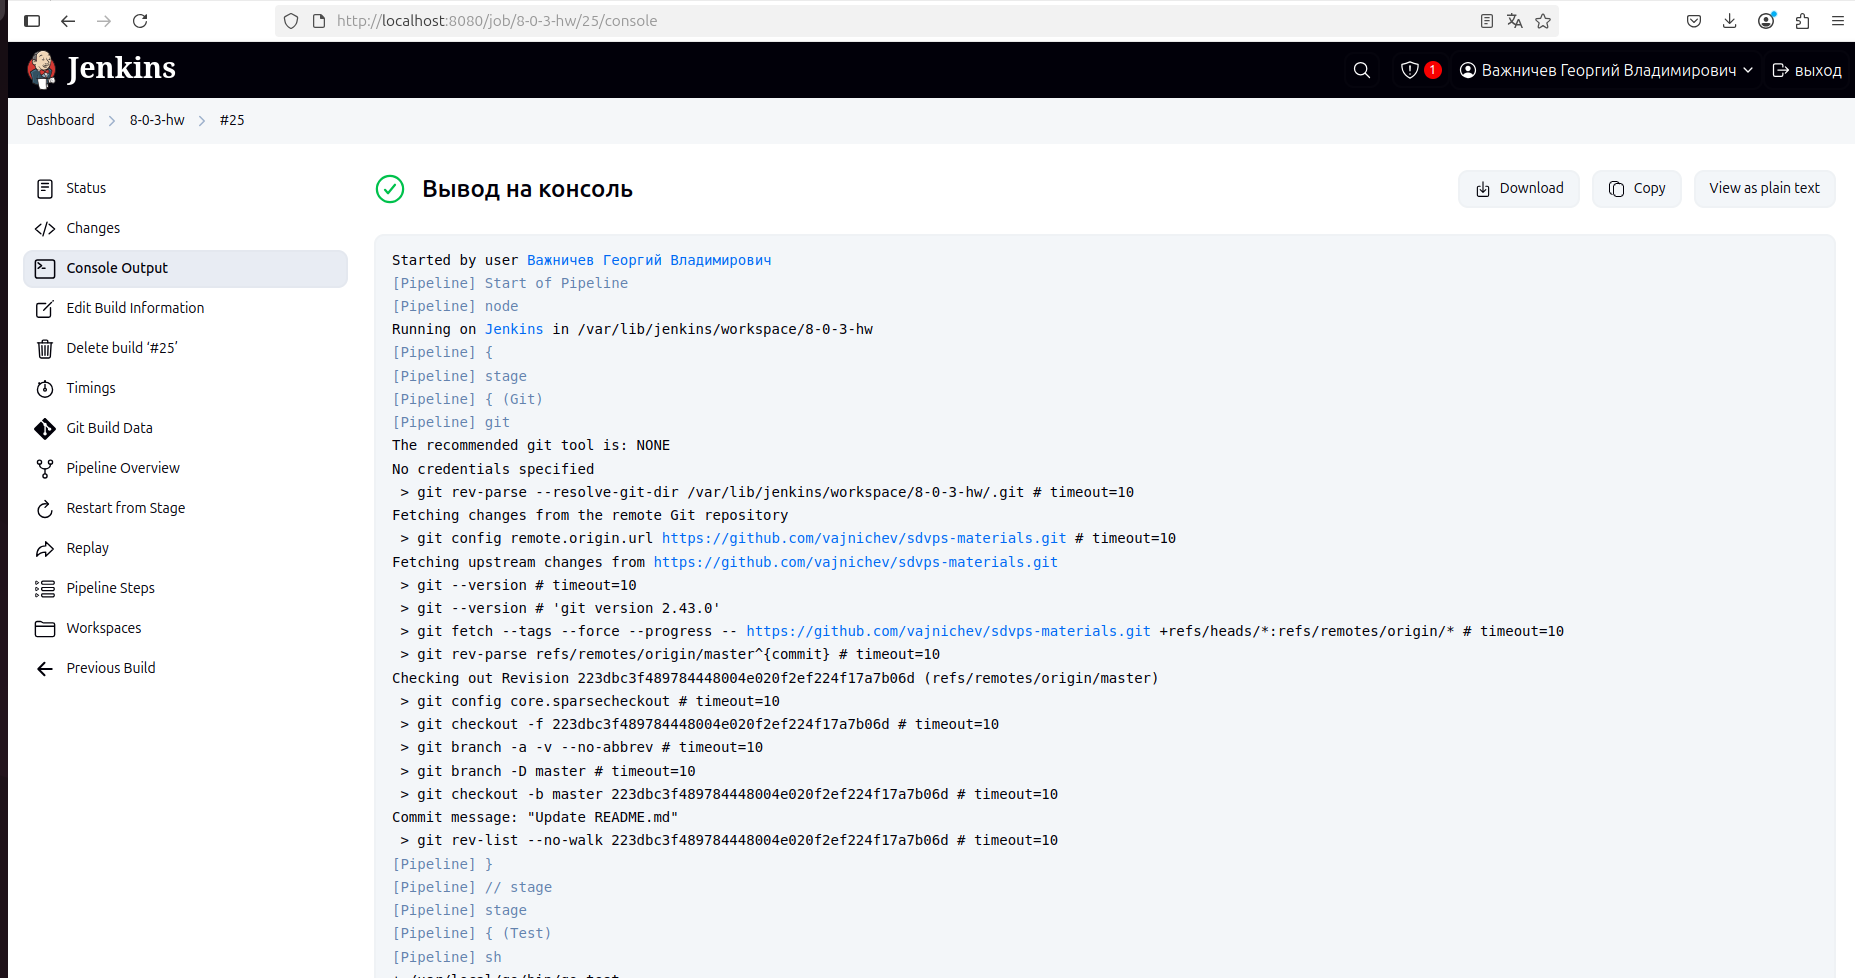 http://localhost:8080/job/8-0-3-hw/25/console
Jenkins
1
Важничев Георгий Владимирович
выход
Dashboard
8-0-3-hw
#25
Status
Changes
Console Output
Edit Build Information
Delete build ‘#25’
Timings
Git Build Data
Pipeline Overview
Restart from Stage
Replay
Pipeline Steps
Workspaces
Previous Build
Вывод на консоль
Download
Copy
View as plain text
Started by user Важничев Георгий Владимирович
[Pipeline] Start of Pipeline
[Pipeline] node
Running on Jenkins in /var/lib/jenkins/workspace/8-0-3-hw
[Pipeline] {
[Pipeline] stage
[Pipeline] { (Git)
[Pipeline] git
The recommended git tool is: NONE
No credentials specified
> git rev-parse --resolve-git-dir /var/lib/jenkins/workspace/8-0-3-hw/.git # timeout=10
Fetching changes from the remote Git repository
> git config remote.origin.url https://github.com/vajnichev/sdvps-materials.git # timeout=10
Fetching upstream changes from https://github.com/vajnichev/sdvps-materials.git
> git --version # timeout=10
> git --version # 'git version 2.43.0'
> git fetch --tags --force --progress -- https://github.com/vajnichev/sdvps-materials.git +refs/heads/*:refs/remotes/origin/* # timeout=10
> git rev-parse refs/remotes/origin/master^{commit} # timeout=10
Checking out Revision 223dbc3f489784448004e020f2ef224f17a7b06d (refs/remotes/origin/master)
> git config core.sparsecheckout # timeout=10
> git checkout -f 223dbc3f489784448004e020f2ef224f17a7b06d # timeout=10
> git branch -a -v --no-abbrev # timeout=10
> git branch -D master # timeout=10
> git checkout -b master 223dbc3f489784448004e020f2ef224f17a7b06d # timeout=10
Commit message: "Update README.md"
> git rev-list --no-walk 223dbc3f489784448004e020f2ef224f17a7b06d # timeout=10
[Pipeline] }
[Pipeline] // stage
[Pipeline] stage
[Pipeline] { (Test)
[Pipeline] sh
+ /usr/local/go/bin/go test